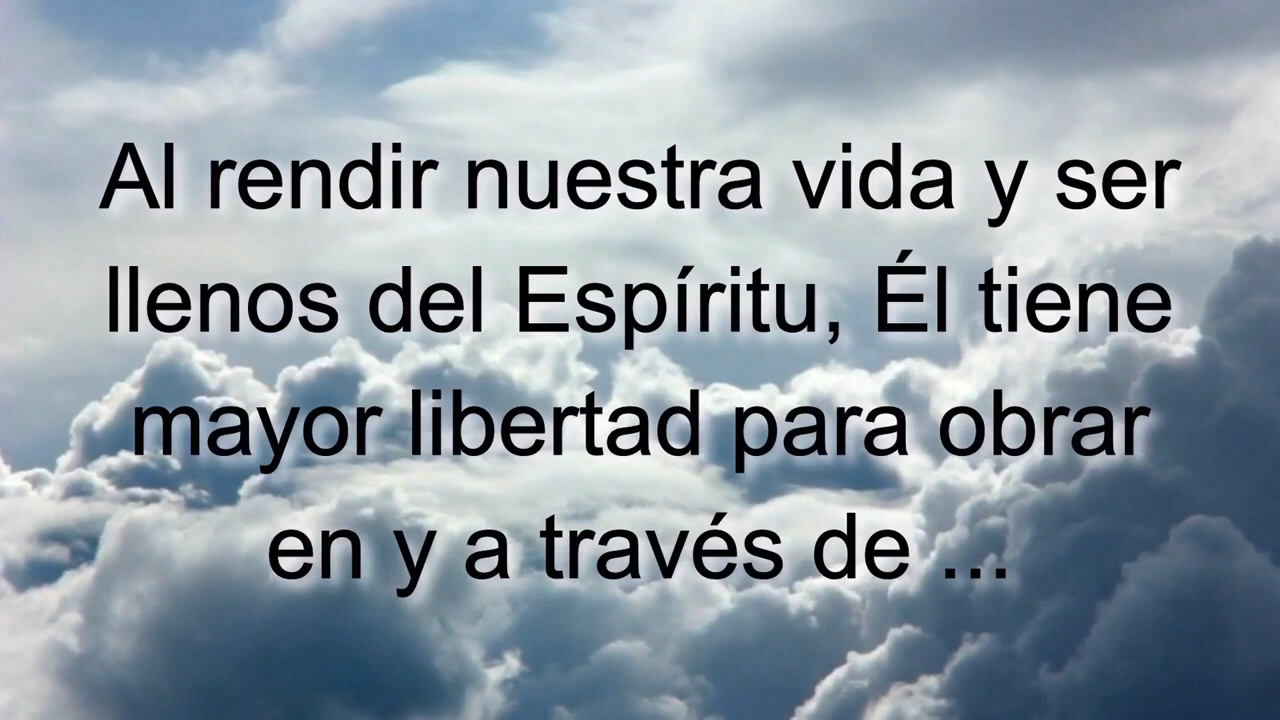 Al rendir nuestra vida y ser
llenos del Espíritu, Él tiene
mayor libertad para obrar
en y a través de ...